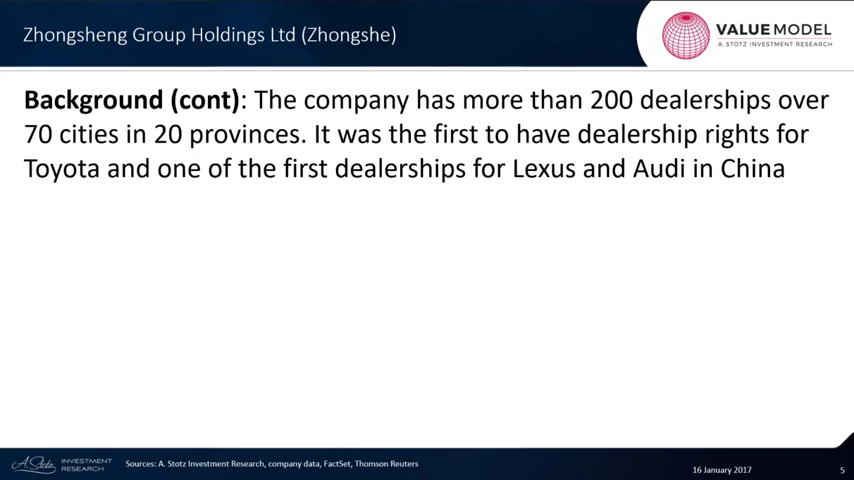 Zhongsheng Group Holdings Ltd (Zhongshe)
VALUE MODEL
A. STOTZ INVESTMENT RESEARCH
Background (cont): The company has more than 200 dealerships over
70 cities in 20 provinces. It was the first to have dealership rights for
Toyota and one of the first dealerships for Lexus and Audi in China
A. Stotz INVESTMENT
RESEARCH
Sources: A. Stotz Investment Research, company data, FactSet, Thomson Reuters
16 January 2017
5